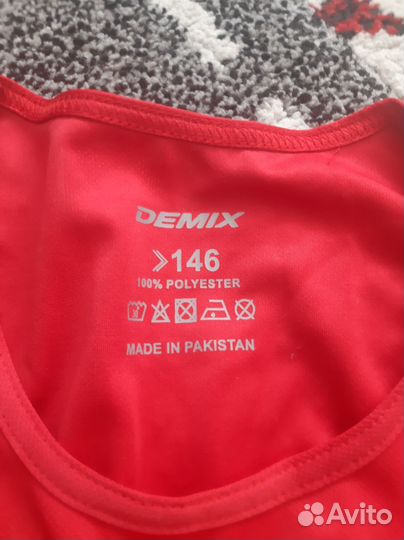 DEMIX
146
100% POLYESTER
MADE IN PAKISTAN
Avito